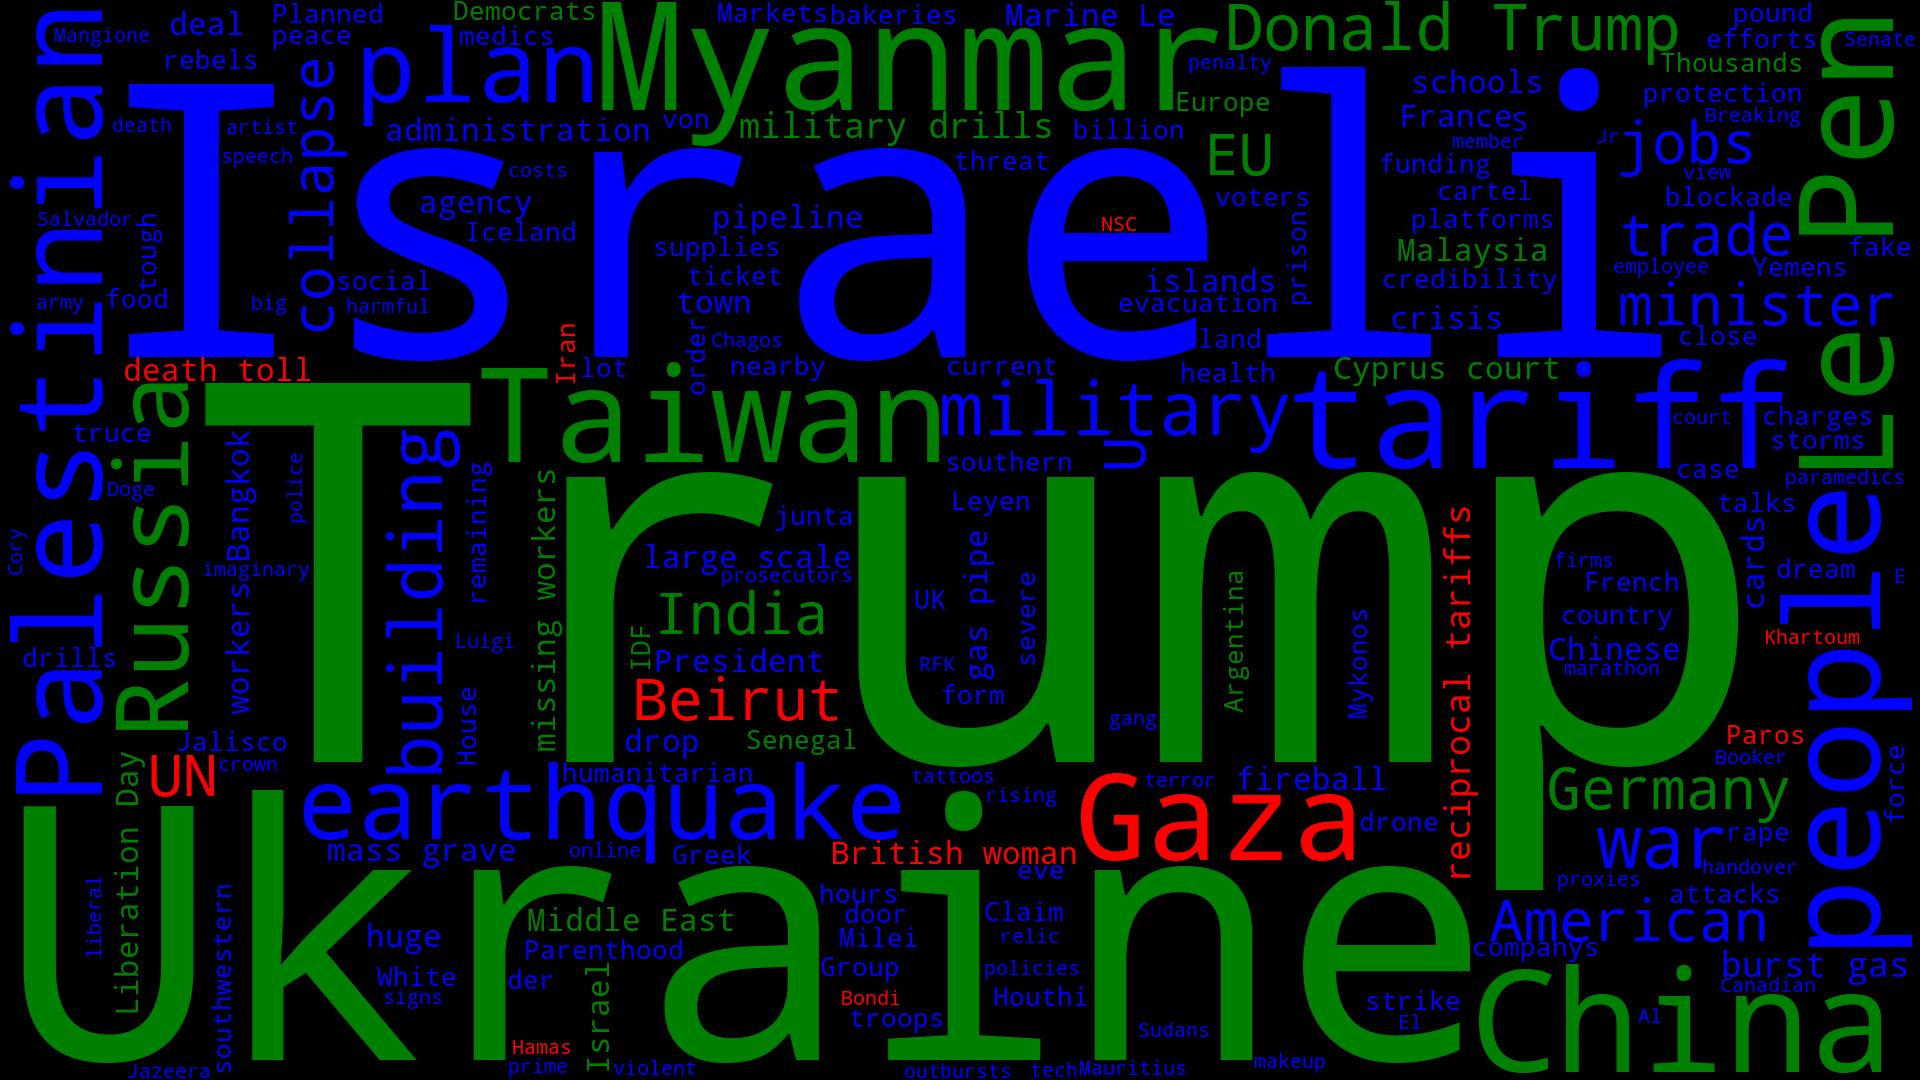 Mangione
deal
Planned
peace
rebels
Democrats
medics
plan
Myanmar
Markets
bakeries
Marine Le
Donald Trump
pound
efforts
Senate
Thousands
penalty
Europe
schools
protection
Breaking
Frances
member
Jr
jobs
view
Le Pen
Palestinian
death
artist
speech
collapse
administration
von
military drills
billion
EU
threat
costs
funding
cartel
voters
blockade
agency
Iceland
pipeline
supplies
NSC
platforms
trade
fake
Salvador
tough
Israeli
ticket
town
prison
Malaysia
employee
Yemens
credibility
army
food
big
social
harmful
islands
evacuation
minister
crisis
close
order
Chagos
land
death toll
Iran
lot
nearby
current
health
Cyprus court
Russia
Taiwan
military
tariff
court
charges
storms
truce
Bangkok
police
building
remaining
missing workers
southern
U
case
paramedics
Doge
Leyen
talks
junta
Cory
imaginary
Trump
large scale
prosecutors
gas pipe
severe
reciprocal tariffs
firms
French
cards
dream
E
workers
UK
India
Argentina
country
Luigi
IDF
President
RFK
Mykonos
Chinese
marathon
Khartoum
people
drills
Beirut
form
gang
House
Jalisco
crown
drop
Senegal
Paros
Booker
force
UN
Liberation Day
humanitarian
tattoos
terror
fireball
earthquake
rising
Gaza
Germany
drone
war
rape
handover
mass grave
online
Greek
British woman
eve
proxies
attacks
liberal
southwestern
Ukraine
hours
door
Claim
American
huge
Middle East
Milei
relic
companys
Parenthood
White
signs
der
Group
policies
burst gas
Canadian
Israel
Bondi
Houthi
strike
troops
El
Al
China
Sudans
Hamas
prime
violent
Jazeera
outbursts
tech
Mauritius
makeup